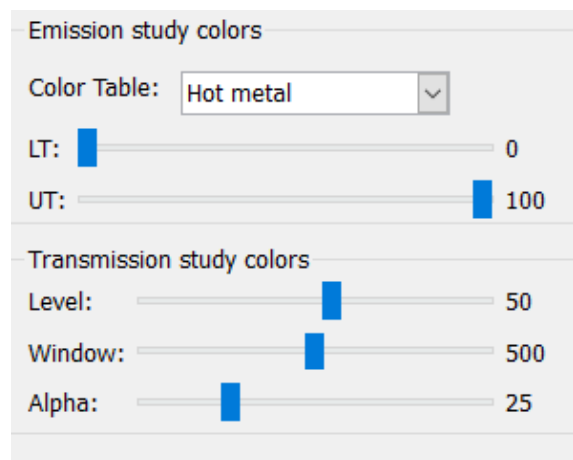 Emission study colors
Color Table: Hot metal
LT: 0
UT: 100
Transmission study colors
Level: 50
Window: 500
Alpha: 25